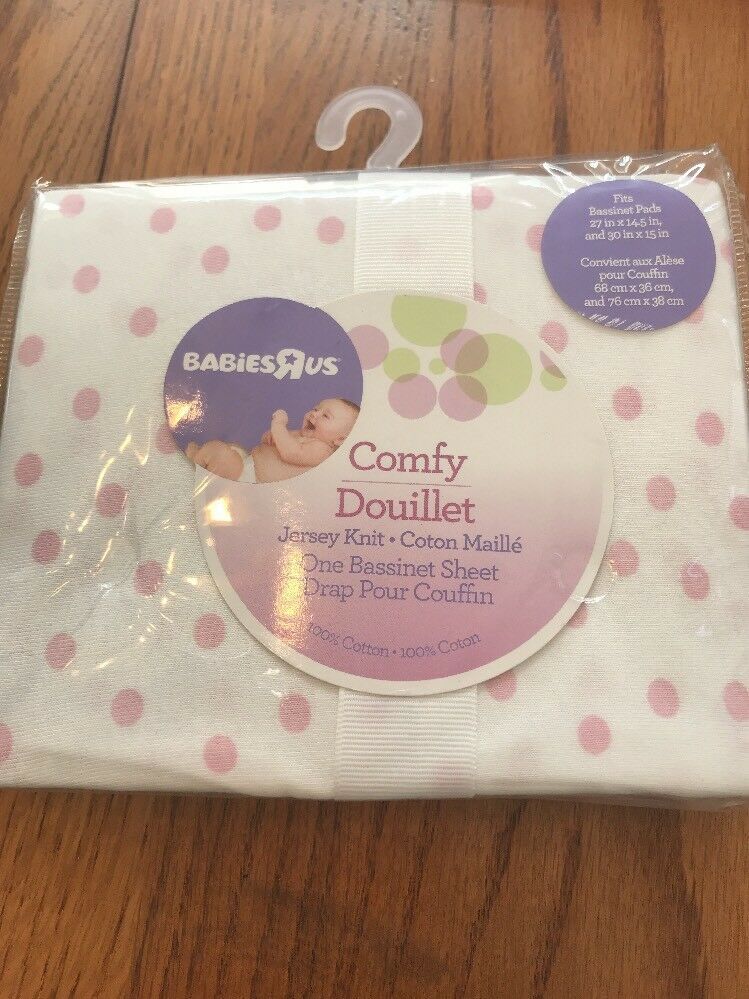 Fits
Bassinet Pads
27 in x 14.5 in,
and 30 in x 15 in
Convient aux Alèse
pour Couffin
68 cm x 36 cm,
and 76 cm x 38 cm
BABIESRUS
Comfy
Douillet
Jersey Knit • Coton Maillé
One Bassinet Sheet
Drap Pour Couffin
100% Cotton • 100% Coton